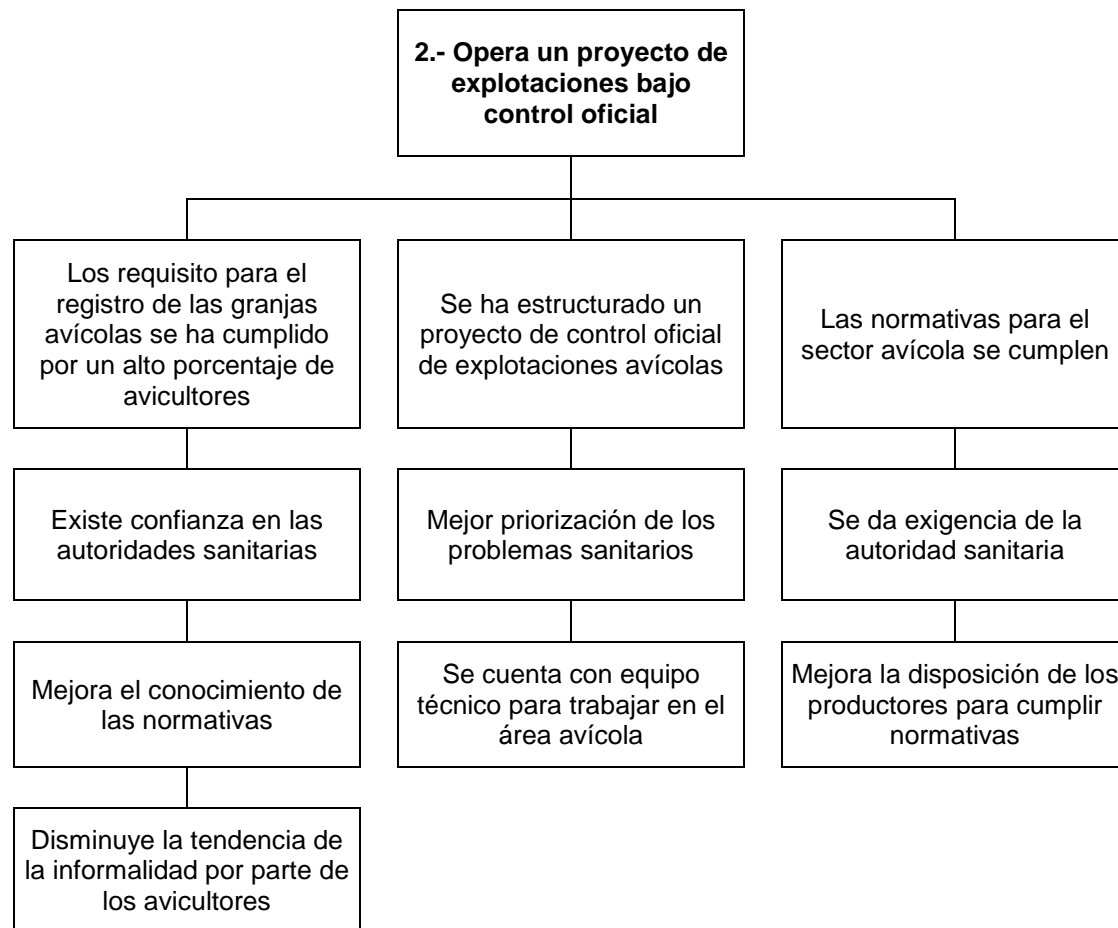 2.- Opera un proyecto de
explotaciones bajo
control oficial
Los requisito para el
registro de las granjas
avícolas se ha cumplido
por un alto porcentaje de
avicultores
Se ha estructurado un
proyecto de control oficial
de explotaciones avícolas
Las normativas para el
sector avícola se cumplen
Existe confianza en las
autoridades sanitarias
Mejor priorización de los
problemas sanitarios
Se da exigencia de la
autoridad sanitaria
Mejora el conocimiento de
las normativas
Se cuenta con equipo
técnico para trabajar en el
área avícola
Mejora la disposición de los
productores para cumplir
normativas
Disminuye la tendencia de
la informalidad por parte de
los avicultores